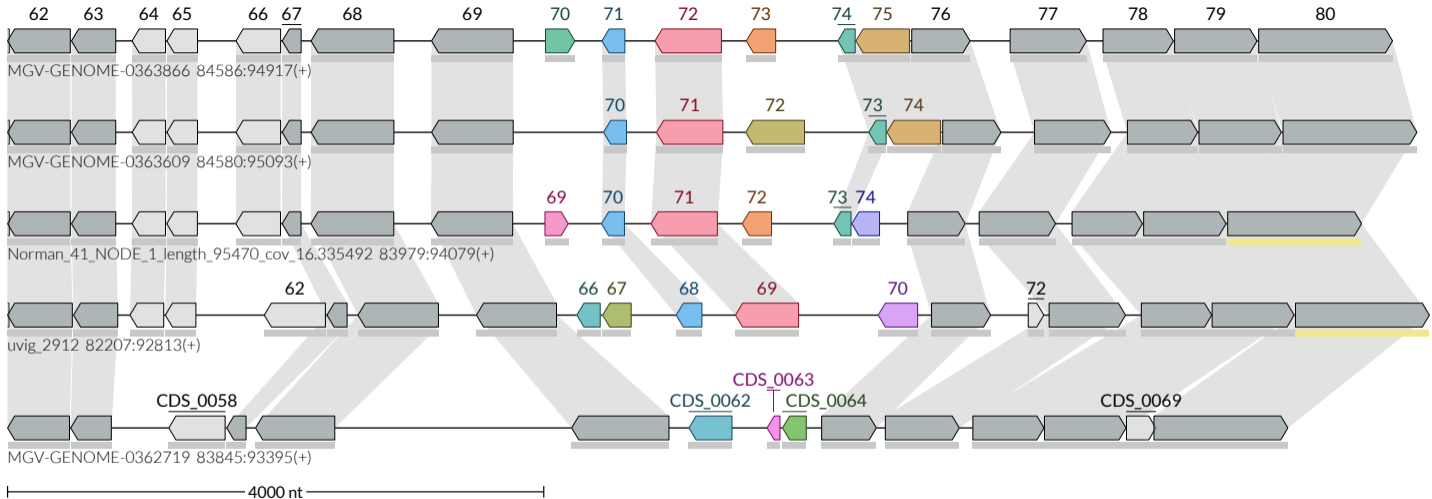 62 63 64 65 66 67 68 69 70 71 72 73 74 75 76 77 78 79 80
MGV-GENOME-0363866 84586:94917(+)
70 71 72 73 74
MGV-GENOME-0363609 84580:95093(+)
69 70 71 72 73 74
Norman_41_NODE_1_length_95470_cov_16.335492 83979:94079(+)
62 66 67 68 69 70 72
uvig_2912 82207:92813(+)
CDS_0063
CDS_0058 CDS_0062 CDS_0064 CDS_0069
MGV-GENOME-0362719 83845:93395(+)
4000 nt